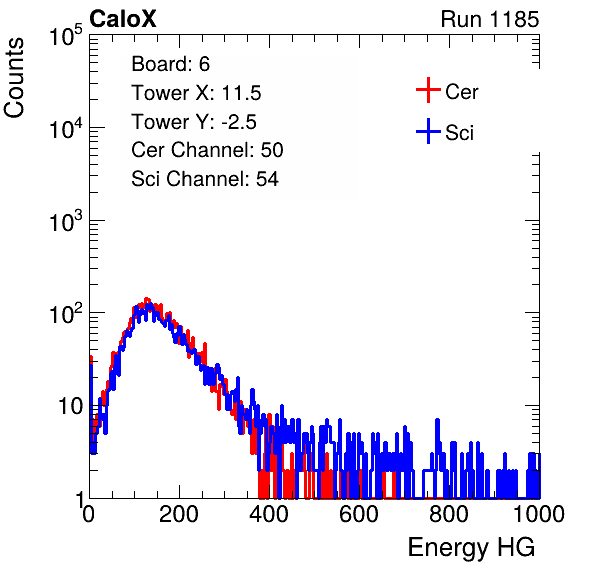 CaloX
Run 1185
Counts
10^5
10^4
10^3
10^2
10
1
Board: 6
Tower X: 11.5
Tower Y: -2.5
Cer Channel: 50
Sci Channel: 54
Cer
Sci
0 200 400 600 800 1000
Energy HG